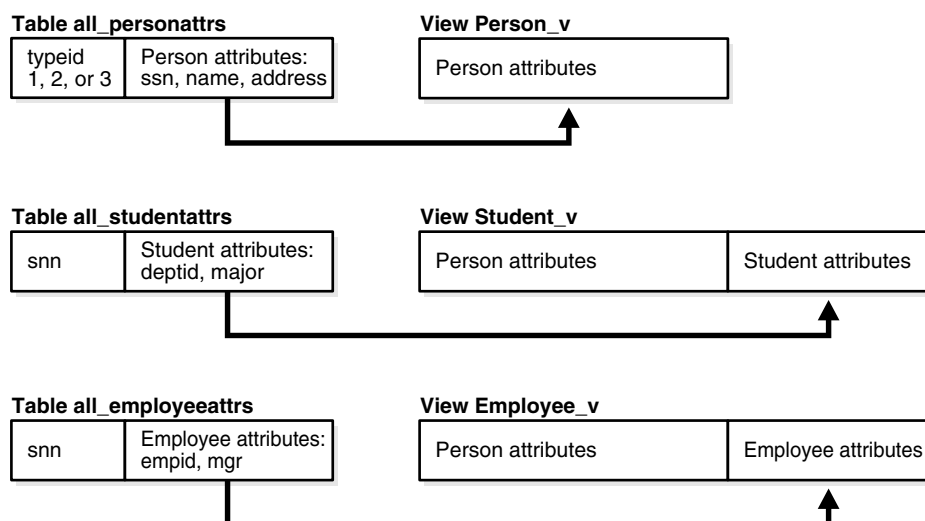 Table all_personattrs
View Person_v
typeid
1, 2, or 3
Person attributes:
ssn, name, address
Person attributes
Table all_studentattrs
View Student_v
snn
Student attributes:
deptid, major
Person attributes
Student attributes
Table all_employeeattrs
View Employee_v
snn
Employee attributes:
empid, mgr
Person attributes
Employee attributes